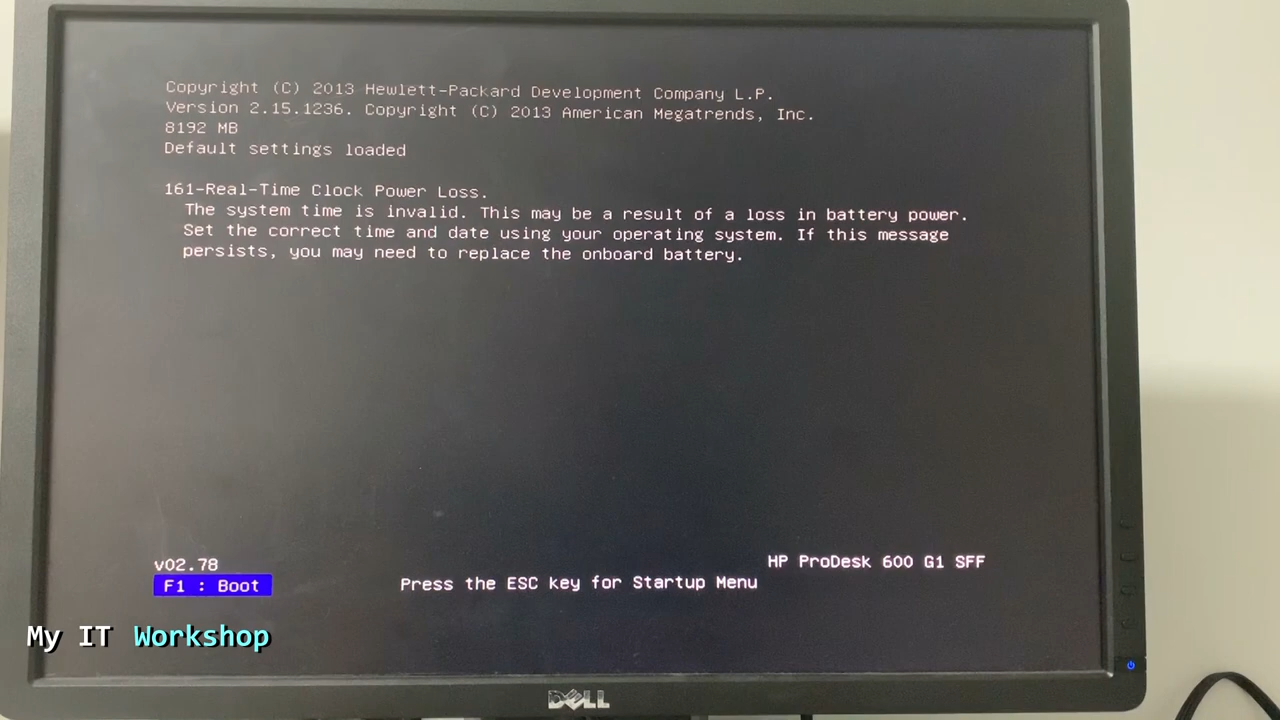 Copyright (C) 2013 Hewlett-Packard Development Company L.P.
Version 2.15.1236. Copyright (C) 2013 American Megatrends, Inc.
8192 MB
Default settings loaded
161-Real-Time Clock Power Loss.
The system time is invalid. This may be a result of a loss in battery power.
Set the correct time and date using your operating system. If this message
persists, you may need to replace the onboard battery.
v02.78
HP ProDesk 600 G1 SFF
F1 : Boot
Press the ESC key for Startup Menu
My IT Workshop
DELL